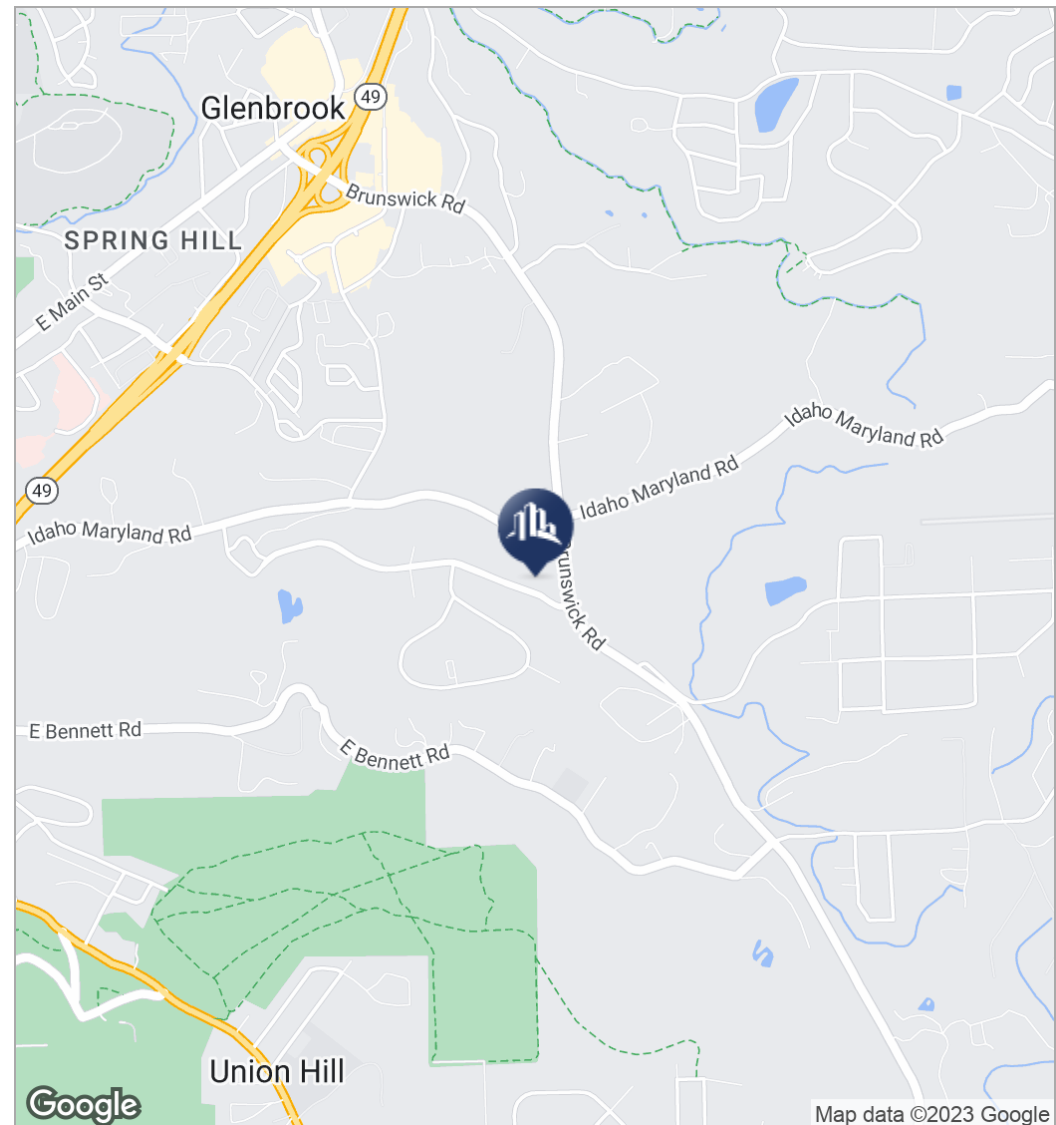 Glenbrook
49
Brunswick Rd
SPRING HILL
E Main St
Idaho Maryland Rd
Idaho Maryland Rd
49
Idaho Maryland Rd
Brunswick Rd
E Bennett Rd
E Bennett Rd
Union Hill
Google
Map data ©2023 Google